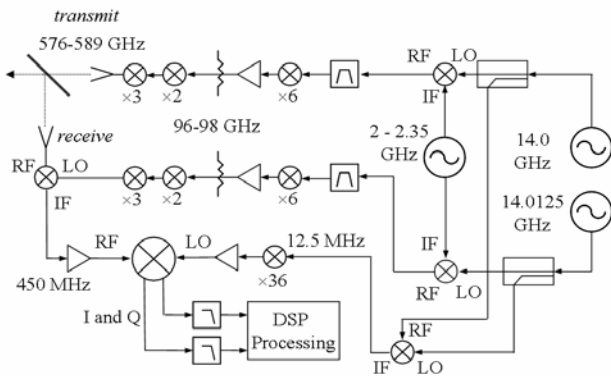 transmit
576-589 GHz
×3
×2
×6
RF
LO
IF
receive
96-98 GHz
2 - 2.35
GHz
14.0
GHz
14.0125
GHz
RF
LO
IF
×3
×2
×6
IF
RF
LO
450 MHz
RF
LO
×36
12.5 MHz
I and Q
DSP
Processing
RF
IF
LO